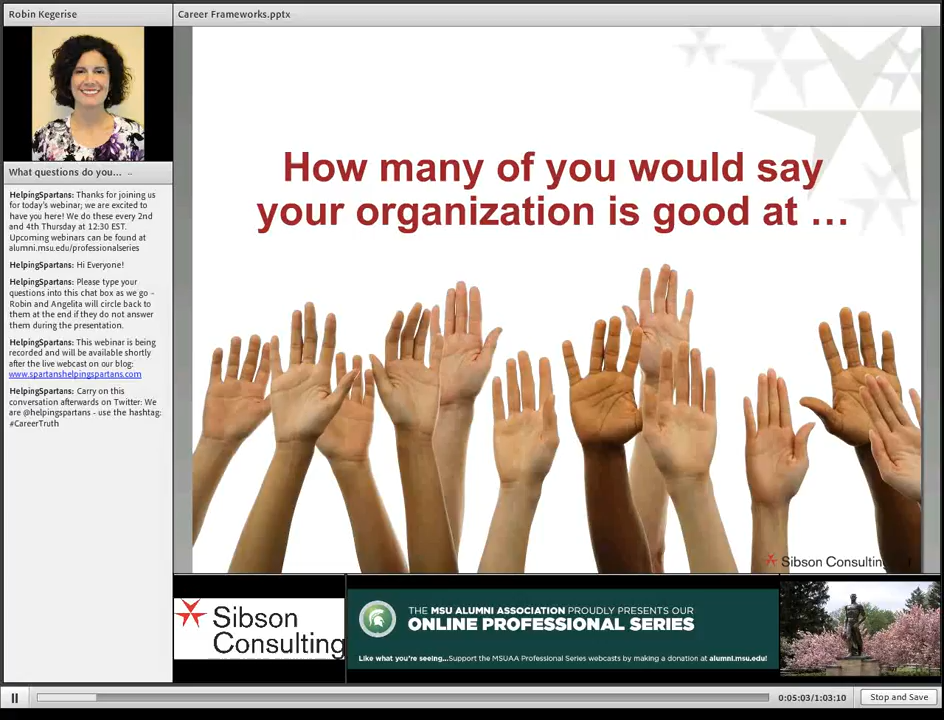 Robin Kegerise
Career Frameworks.pptx
How many of you would say
your organization is good at ...
What questions do you... ..
HelpingSpartans: Thanks for joining us
for today's webinar; we are excited to
have you here! We do these every 2nd
and 4th Thursday at 12:30 EST.
Upcoming webinars can be found at
alumni.msu.edu/professionalseries
HelpingSpartans: Hi Everyone!
HelpingSpartans: Please type your
questions into this chat box as we go -
Robin and Angelita will circle back to
them at the end if they do not answer
them during the presentation.
HelpingSpartans: This webinar is being
recorded and will be available shortly
after the live webcast on our blog:
www.spartanshelpingspartans.com
HelpingSpartans: Carry on this
conversation afterwards on Twitter: We
are @helpingspartans - use the hashtag:
#CareerTruth
Sibson Consulting
Sibson
Consulting
THE MSU ALUMNI ASSOCIATION PROUDLY PRESENTS OUR
ONLINE PROFESSIONAL SERIES
Like what you're seeing...Support the MSUAA Professional Series webcasts by making a donation at alumni.msu.edu!
0:05:03/1:03:10
Stop and Save